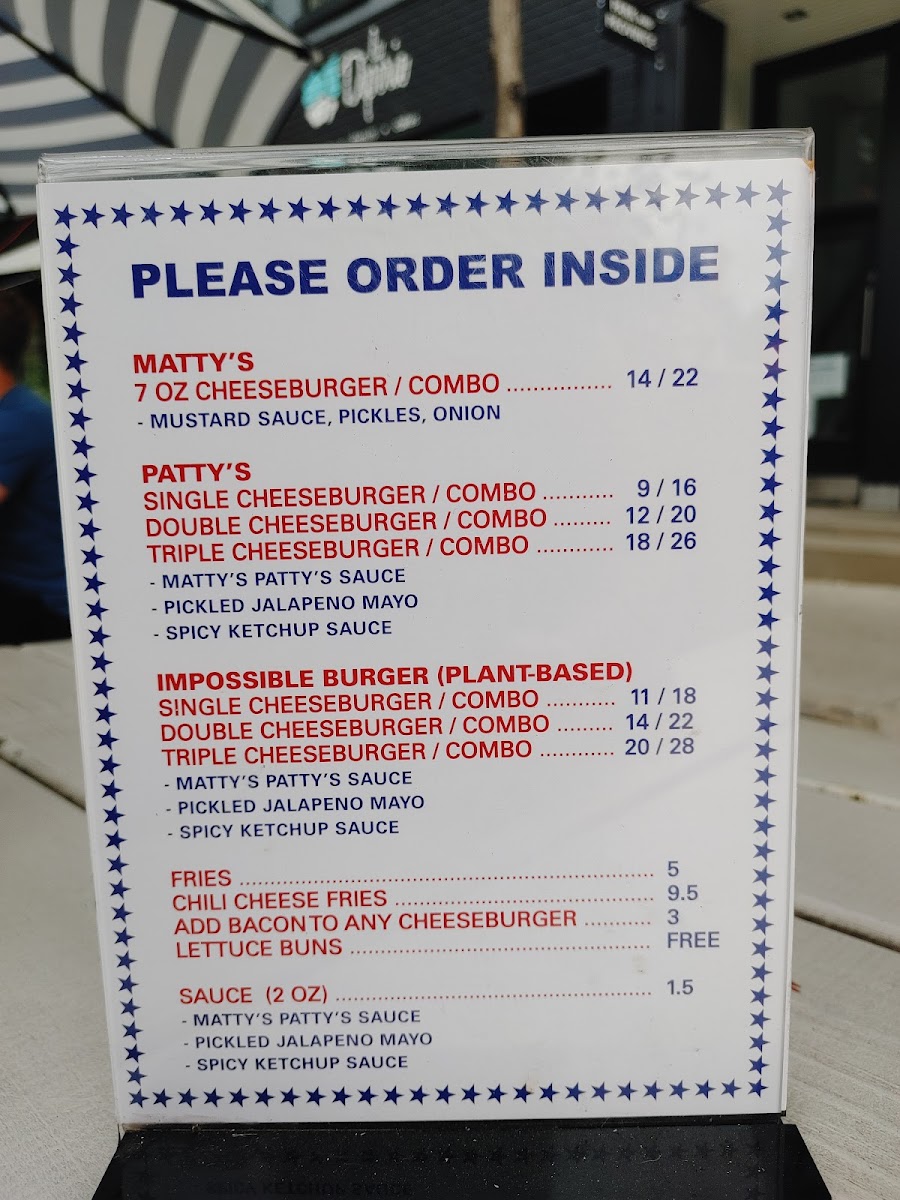 Dépire
PLEASE ORDER INSIDE
MATTY'S
7 OZ CHEESEBURGER / COMBO ................ 14 / 22
- MUSTARD SAUCE, PICKLES, ONION
PATTY'S
SINGLE CHEESEBURGER / COMBO ........... 9 / 16
DOUBLE CHEESEBURGER / COMBO ......... 12 / 20
TRIPLE CHEESEBURGER / COMBO ............ 18 / 26
- MATTY'S PATTY'S SAUCE
- PICKLED JALAPENO MAYO
- SPICY KETCHUP SAUCE
IMPOSSIBLE BURGER (PLANT-BASED)
S!NGLE CHEESEBURGER / COMBO ........... 11 / 18
DOUBLE CHEESEBURGER / COMBO ......... 14 / 22
TRIPLE CHEESEBURGER / COMBO ............ 20 / 28
- MATTY'S PATTY'S SAUCE
- PICKLED JALAPENO MAYO
- SPICY KETCHUP SAUCE
FRIES ................................................................ 5
CHILI CHEESE FRIES ........................................ 9.5
ADD BACON TO ANY CHEESEBURGER ........... 3
LETTUCE BUNS .............................................. FREE
SAUCE (2 OZ) ................................................. 1.5
- MATTY'S PATTY'S SAUCE
- PICKLED JALAPENO MAYO
- SPICY KETCHUP SAUCE